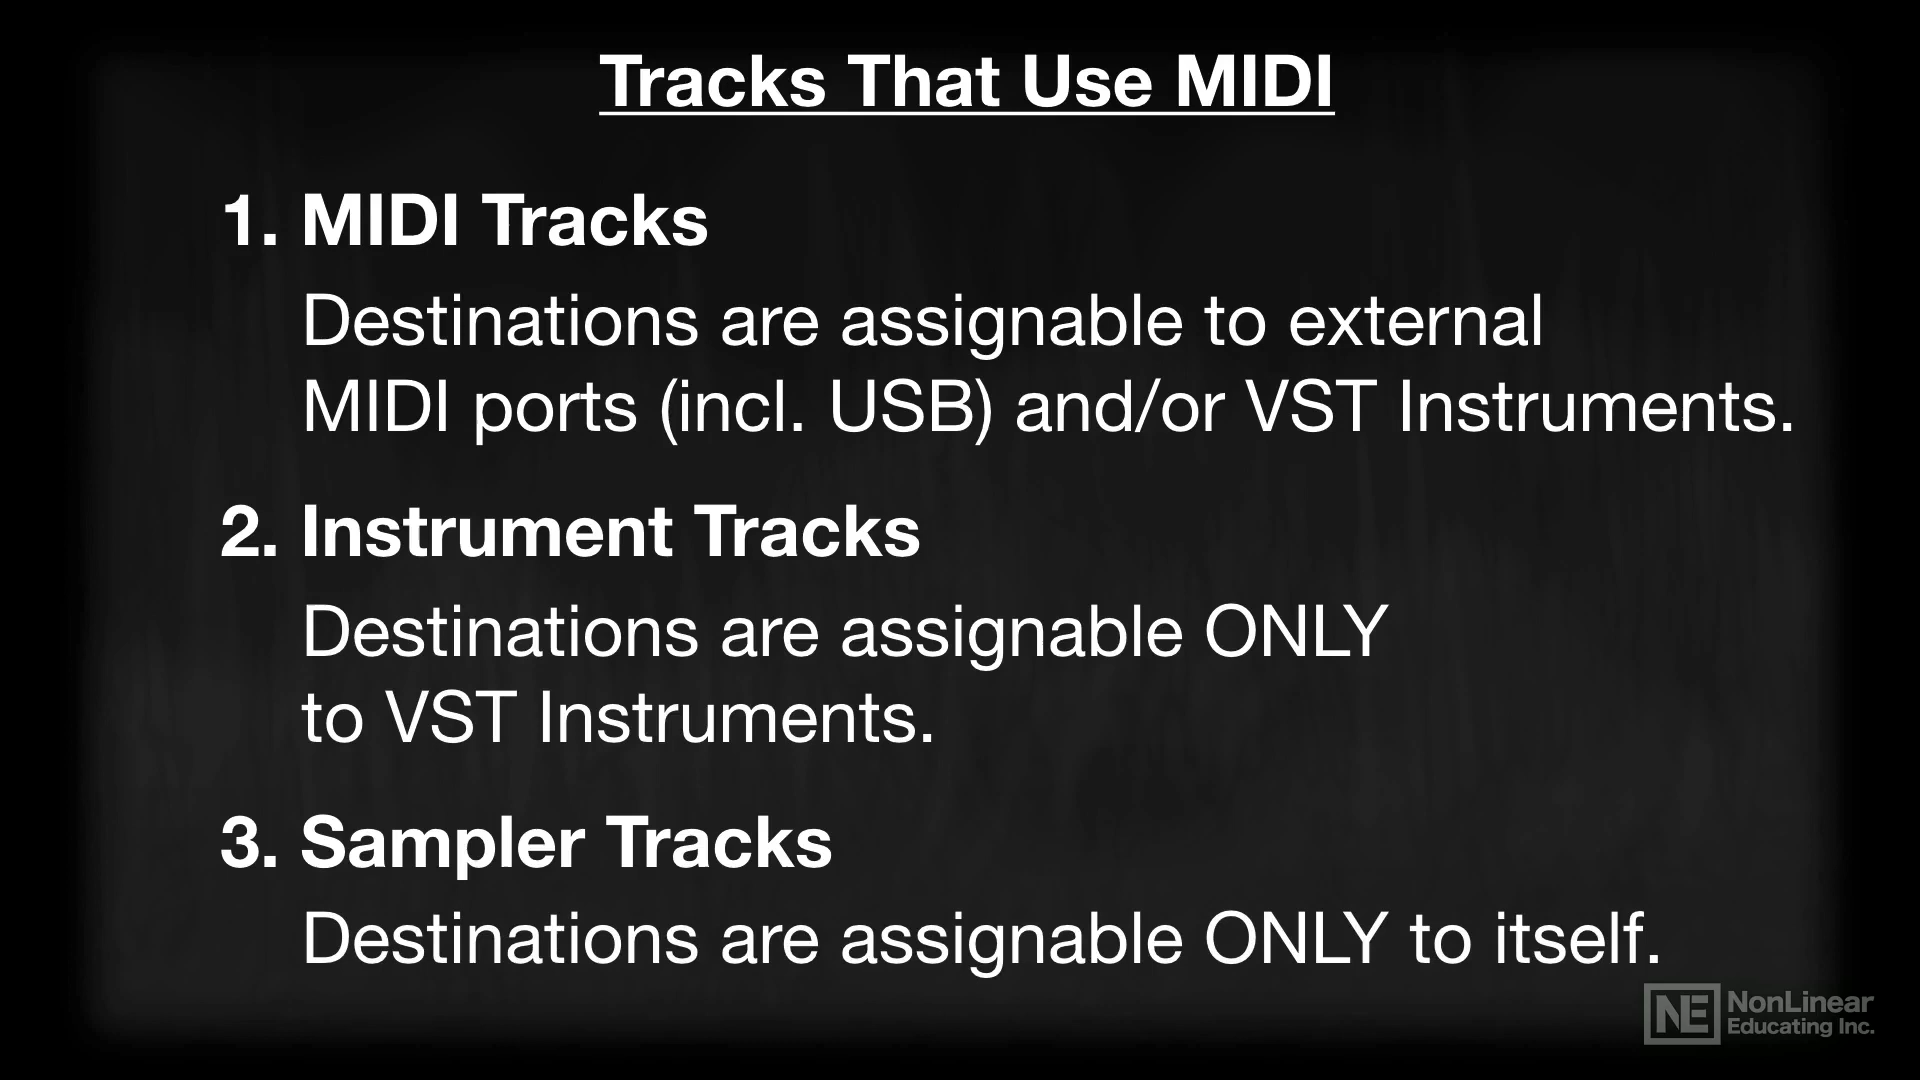 Tracks That Use MIDI
1. MIDI Tracks
Destinations are assignable to external
MIDI ports (incl. USB) and/or VST Instruments.
2. Instrument Tracks
Destinations are assignable ONLY
to VST Instruments.
3. Sampler Tracks
Destinations are assignable ONLY to itself.
NE NonLinear
Educating Inc.